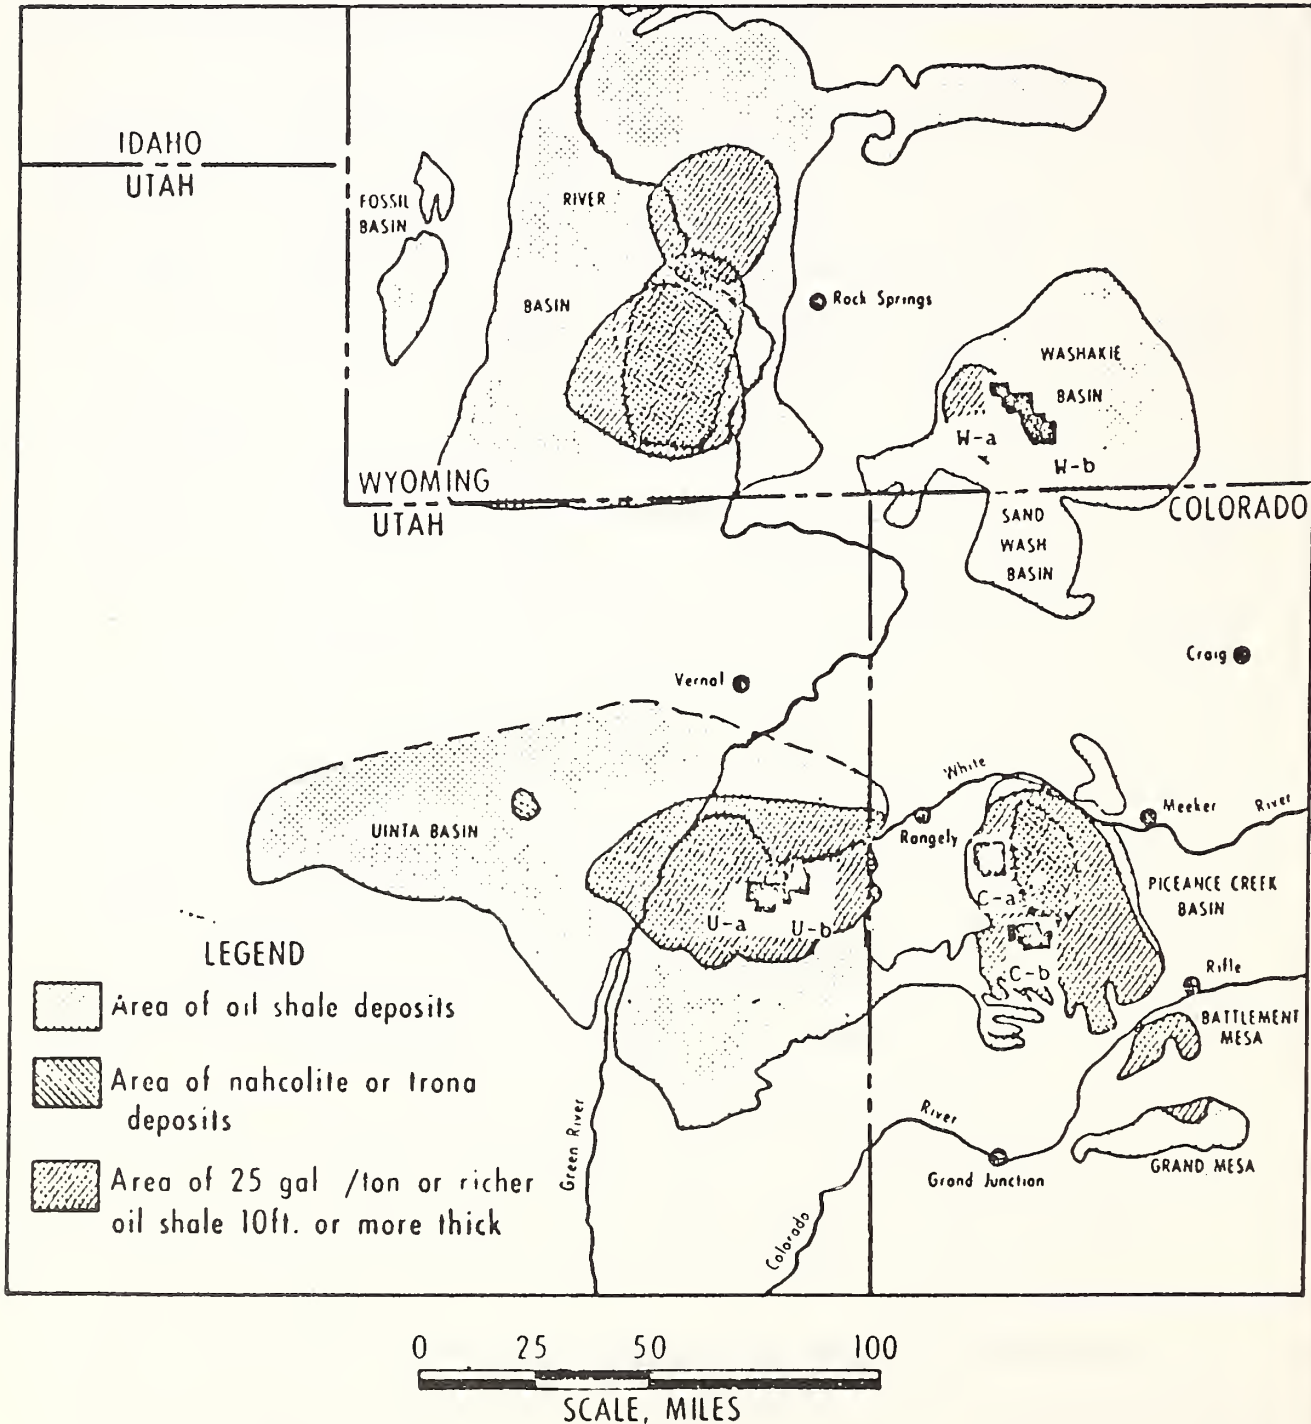 IDAHO
UTAH
FOSSIL
BASIN
RIVER
BASIN
Rock Springs
WASHAKIE
BASIN
W-a
W-b
WYOMING
UTAH
COLORADO
SAND
WASH
BASIN
Craig
Vernal
White
Meeker
River
Rangely
UINTA BASIN
PICEANCE CREEK
BASIN
C-a
U-a
U-b
C-b
Rifle
BATTLEMENT
MESA
River
Grand Junction
GRAND MESA
Green River
Colorado
LEGEND
Area of oil shale deposits
Area of nahcolite or trona
deposits
Area of 25 gal /ton or richer
oil shale 10ft. or more thick
0 25 50 100
SCALE, MILES